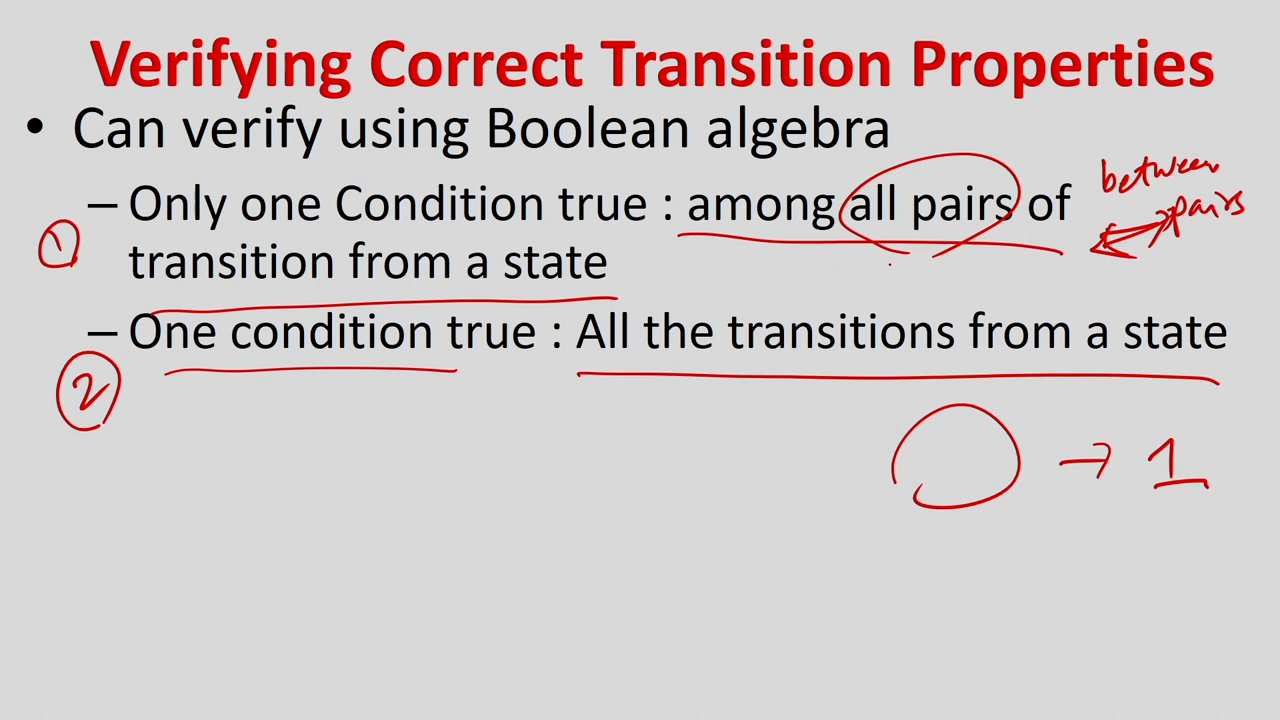 Verifying Correct Transition Properties
• Can verify using Boolean algebra
– Only one Condition true : among all pairs of
transition from a state
between
pairs
1
– One condition true : All the transitions from a state
2
→ 1